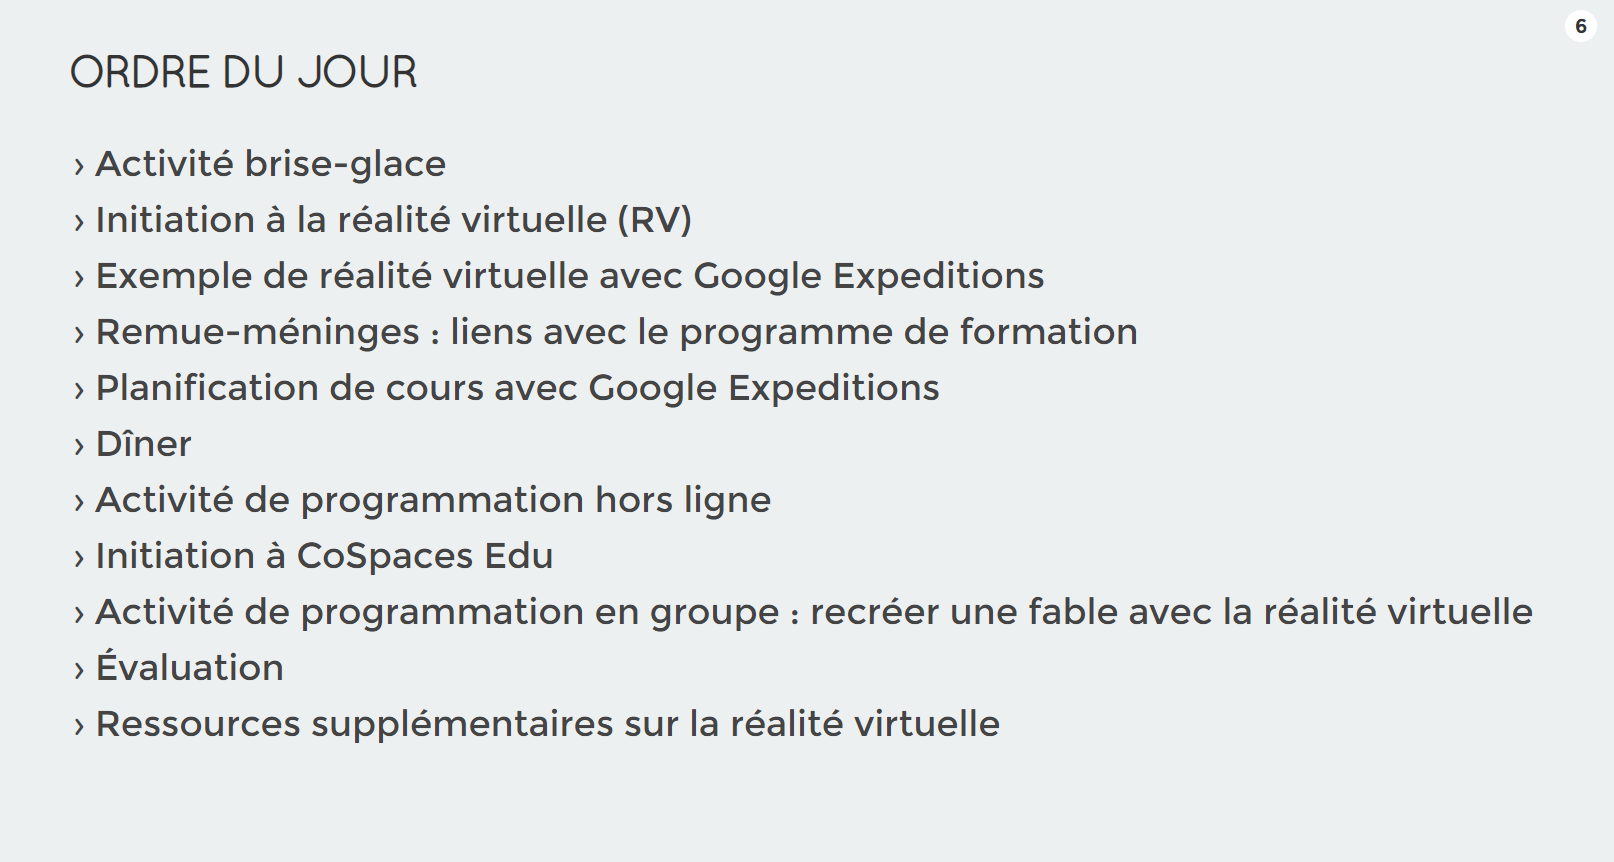 6
ORDRE DU JOUR
› Activité brise-glace
› Initiation à la réalité virtuelle (RV)
› Exemple de réalité virtuelle avec Google Expeditions
› Remue-méninges : liens avec le programme de formation
› Planification de cours avec Google Expeditions
› Dîner
› Activité de programmation hors ligne
› Initiation à CoSpaces Edu
› Activité de programmation en groupe : recréer une fable avec la réalité virtuelle
› Évaluation
› Ressources supplémentaires sur la réalité virtuelle